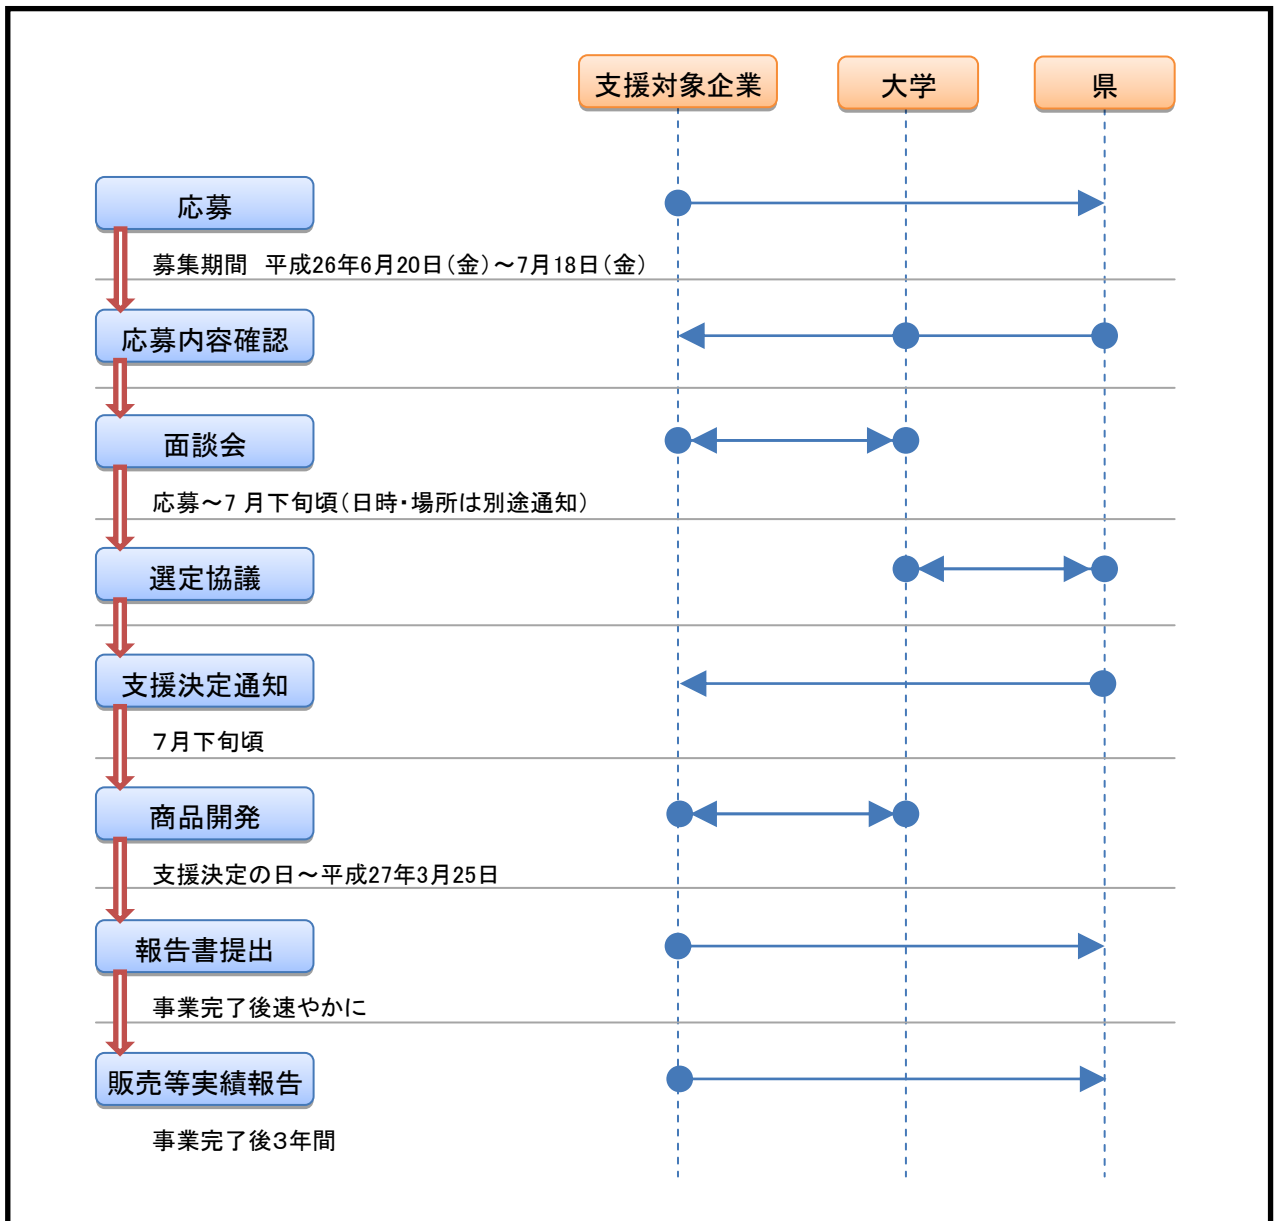 支援対象企業
大学
県
応募
募集期間　平成26年6月20日（金）～7月18日（金）
応募内容確認
面談会
応募～7 月下旬頃（日時・場所は別途通知）
選定協議
支援決定通知
７月下旬頃
商品開発
支援決定の日～平成27年3月25日
報告書提出
事業完了後速やかに
販売等実績報告
事業完了後３年間